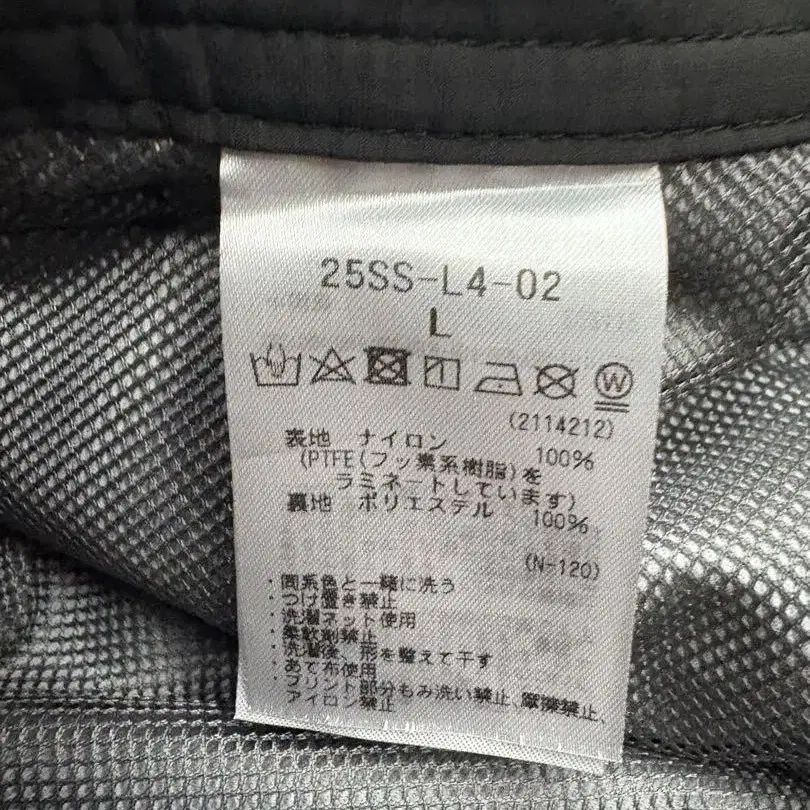 25SS-L4-02
L
W
(2114212)
表地 ナイロン 100%
(PTFE(フッ素系樹脂)を
ラミネートしています)
裏地 ポリエステル 100%
(N-120)
・同系色と一緒に洗う
・つけ置き禁止
・洗濯ネット使用
・柔軟剤禁止
・洗濯後、形を整えて干す
・あて布使用
・プリント部分もみ洗い禁止、摩擦禁止、
アイロン禁止